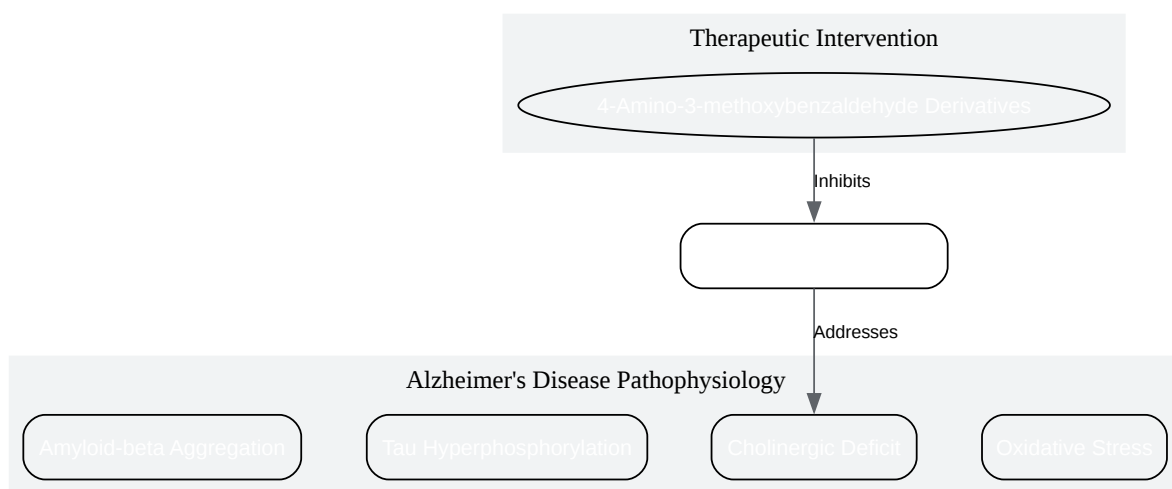 Therapeutic Intervention
4-Amino-3-methoxybenzaldehyde Derivatives
Inhibits
Addresses
Alzheimer's Disease Pathophysiology
Amyloid-beta Aggregation
Tau Hyperphosphorylation
Cholinergic Deficit
Oxidative Stress